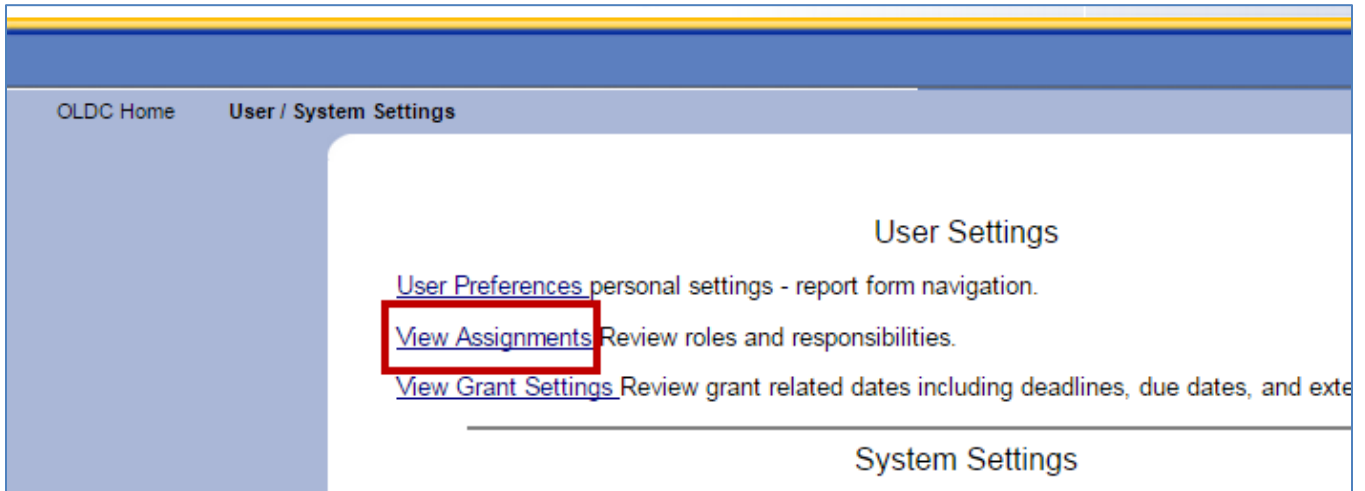 OLDC Home User / System Settings
User Settings
User Preferences personal settings - report form navigation.
View Assignments Review roles and responsibilities.
View Grant Settings Review grant related dates including deadlines, due dates, and exte
System Settings